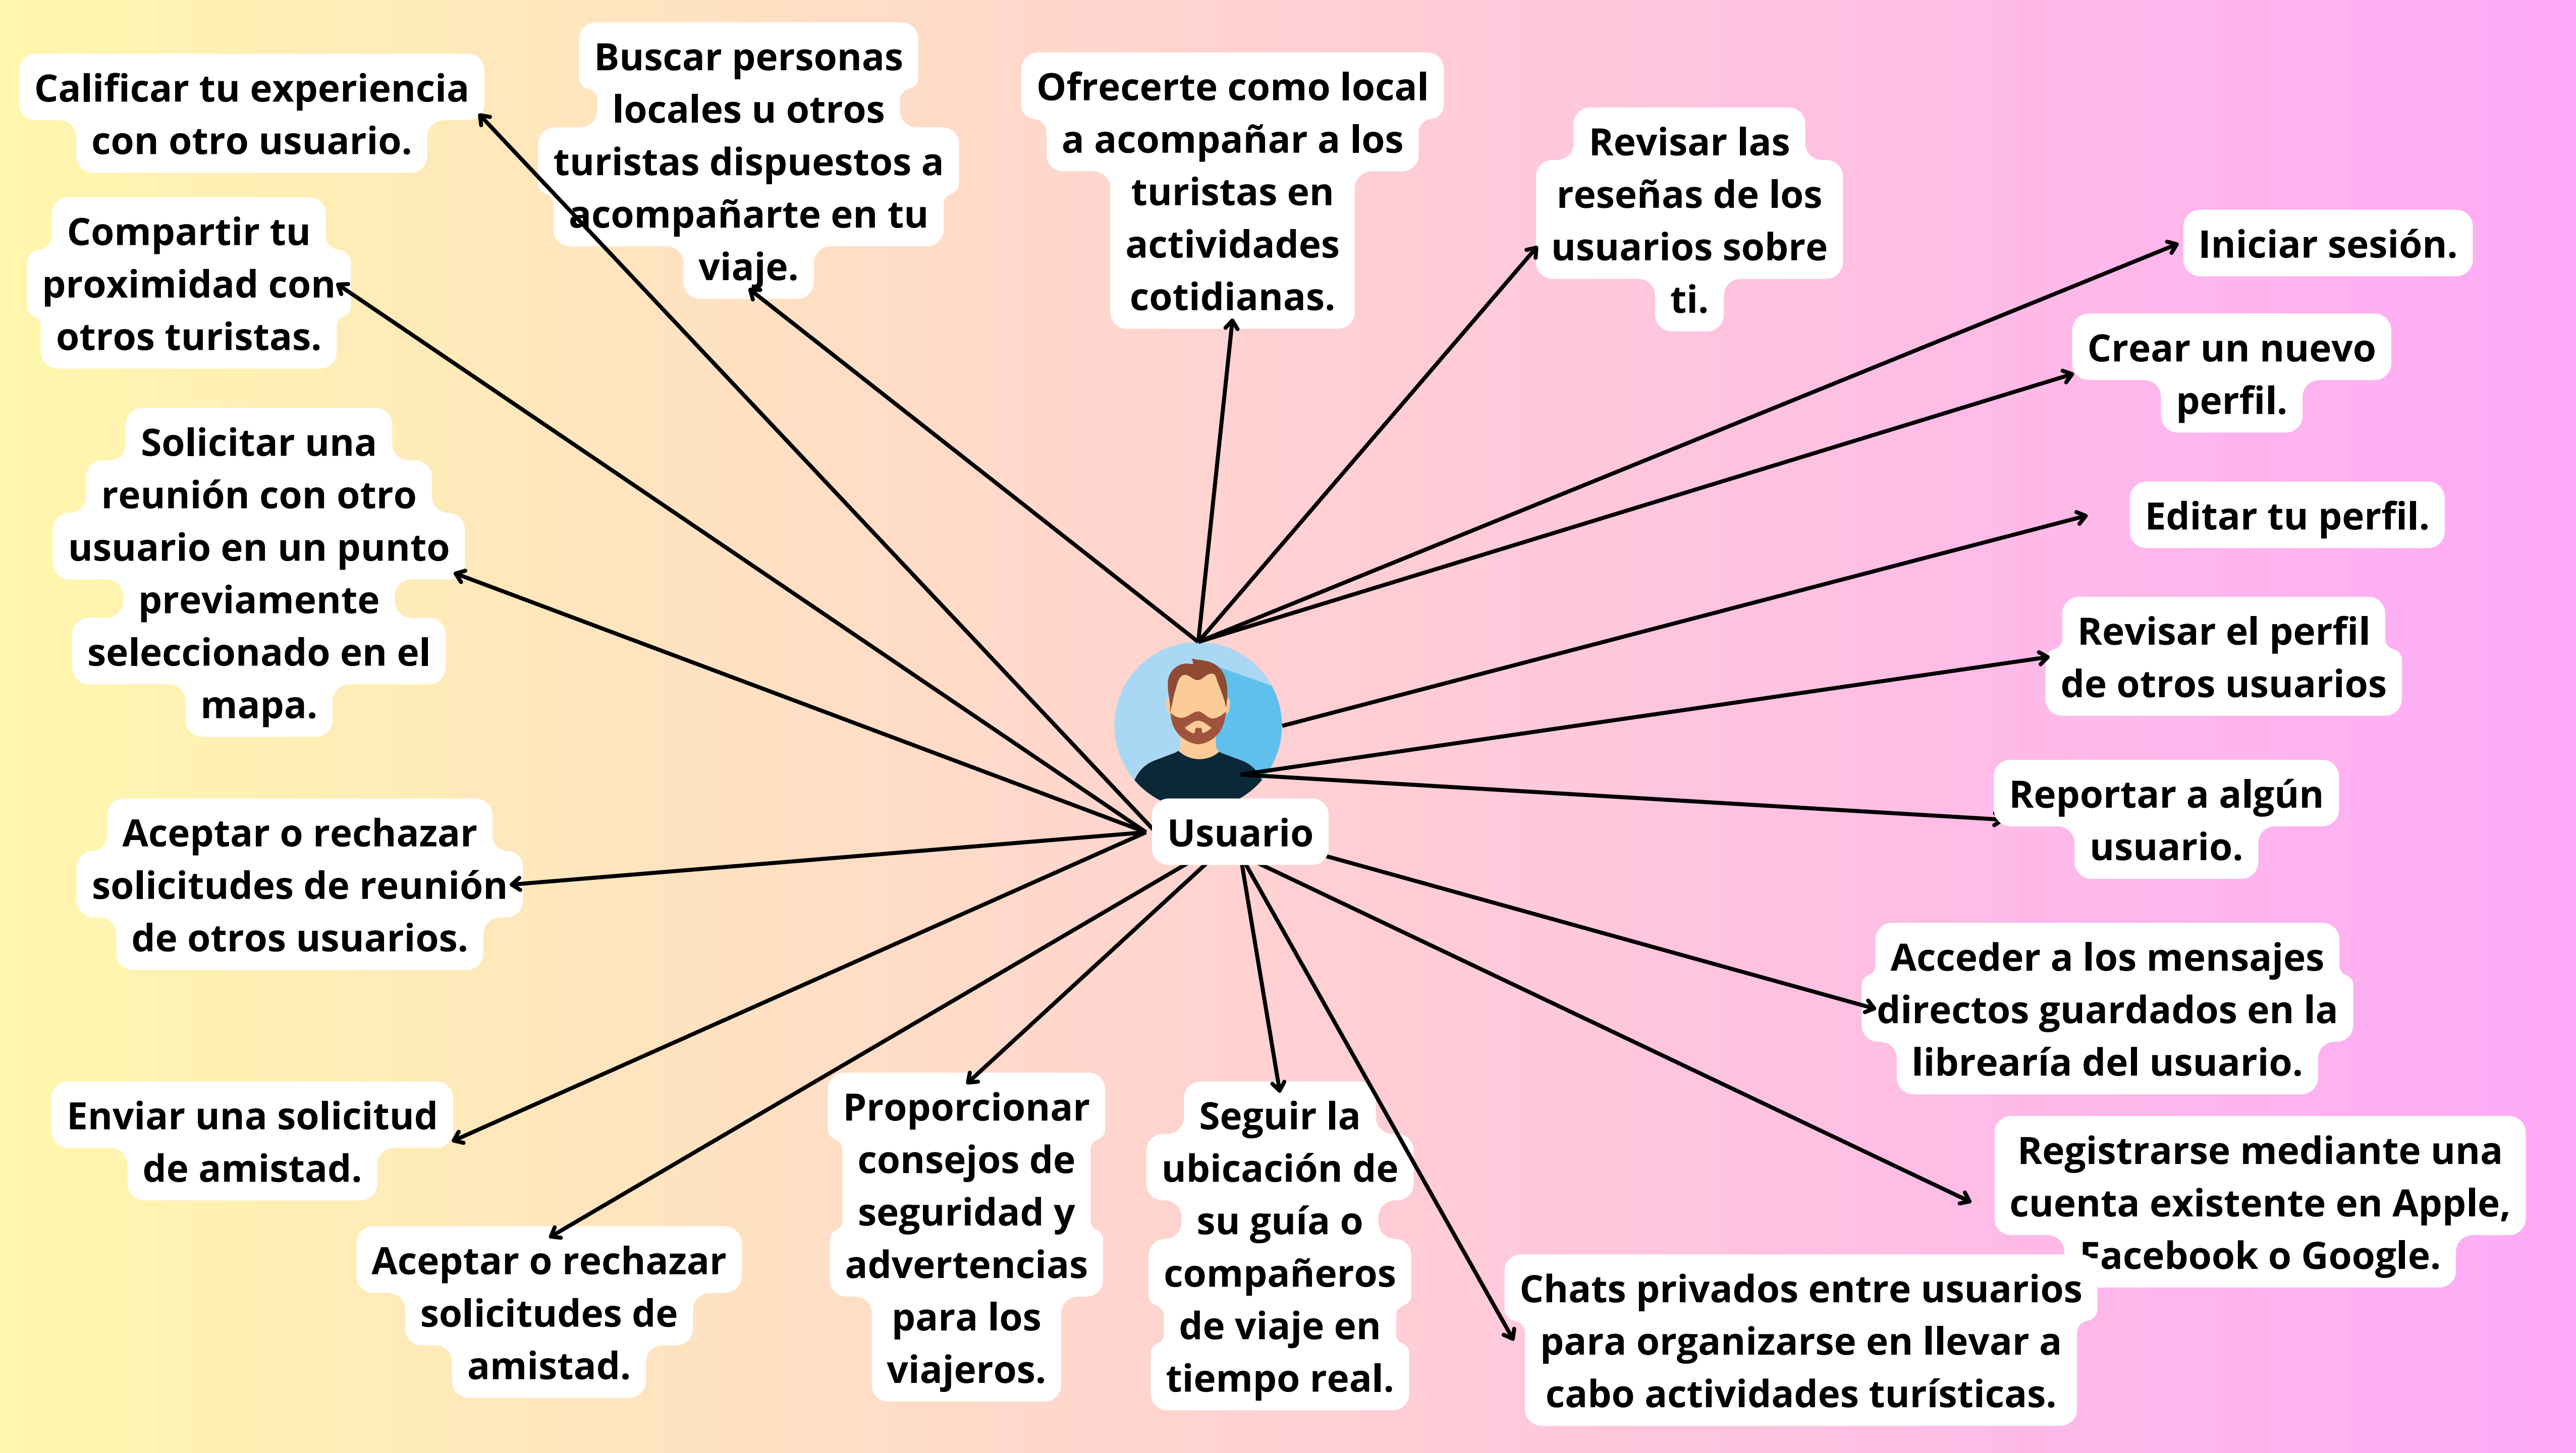 Calificar tu experiencia
con otro usuario.
Buscar personas
locales u otros
turistas dispuestos a
acompañarte en tu
viaje.
Ofrecerte como local
a acompañar a los
turistas en
actividades
cotidianas.
Revisar las
reseñas de los
usuarios sobre
ti.
Iniciar sesión.
Compartir tu
proximidad con
otros turistas.
Crear un nuevo
perfil.
Solicitar una
reunión con otro
usuario en un punto
previamente
seleccionado en el
mapa.
Editar tu perfil.
Revisar el perfil
de otros usuarios
Reportar a algún
usuario.
Usuario
Aceptar o rechazar
solicitudes de reunión
de otros usuarios.
Acceder a los mensajes
directos guardados en la
librearía del usuario.
Enviar una solicitud
de amistad.
Aceptar o rechazar
solicitudes de
amistad.
Proporcionar
consejos de
seguridad y
advertencias
para los
viajeros.
Seguir la
ubicación de
su guía o
compañeros
de viaje en
tiempo real.
Registrarse mediante una
cuenta existente en Apple,
Facebook o Google.
Chats privados entre usuarios
para organizarse en llevar a
cabo actividades turísticas.